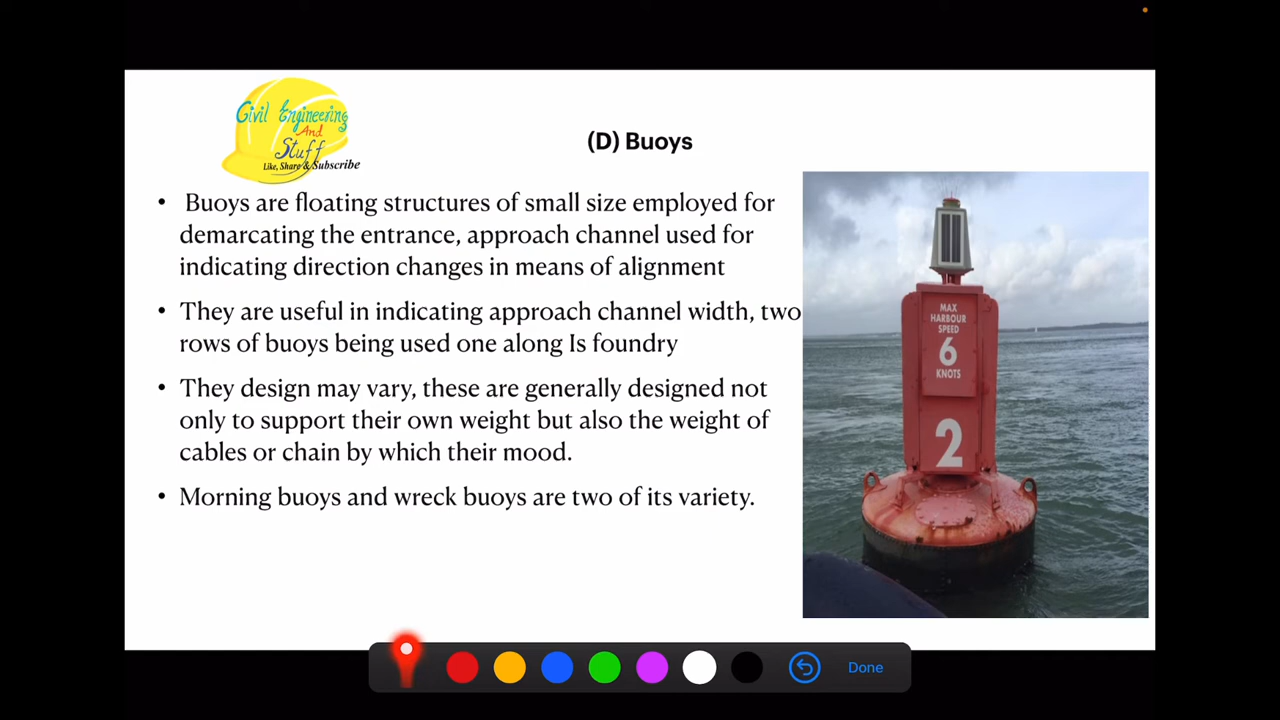 Civil Engineering
And
Stuff
Like, Share & Subscribe
(D) Buoys
• Buoys are floating structures of small size employed for
demarcating the entrance, approach channel used for
indicating direction changes in means of alignment
• They are useful in indicating approach channel width, two
rows of buoys being used one along Is foundry
• They design may vary, these are generally designed not
only to support their own weight but also the weight of
cables or chain by which their mood.
• Morning buoys and wreck buoys are two of its variety.
MAX
HARBOUR
SPEED
6
KNOTS
2
Done